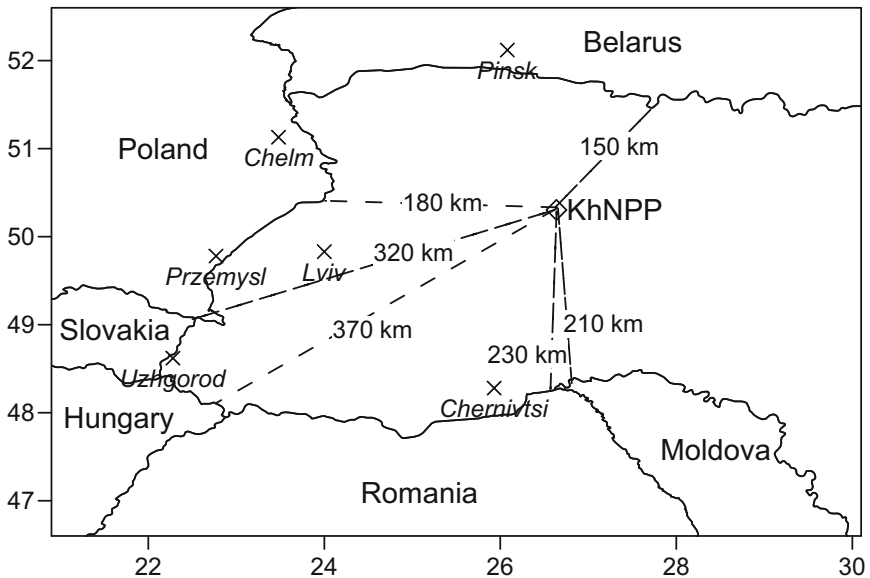 Belarus
52
Pinsk
Poland
51
Chelm
150 km
180 km
KhNPP
50
Przemysl
Lviv
320 km
49
Slovakia
370 km
210 km
230 km
Uzhgorod
48
Hungary
Chernivtsi
Moldova
47
Romania
22
24
26
28
30